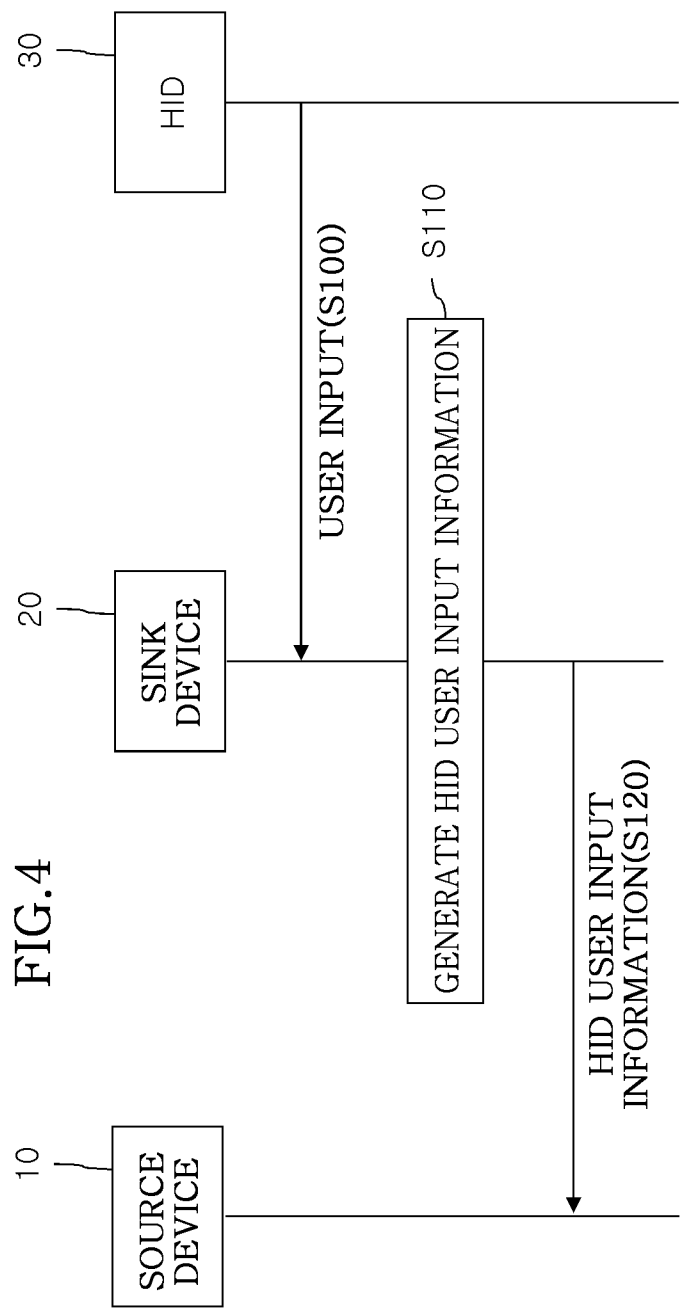 FIG.4
10
20
30
SOURCE
DEVICE
SINK
DEVICE
HID
USER INPUT(S100)
S110
GENERATE HID USER INPUT INFORMATION
HID USER INPUT
INFORMATION(S120)